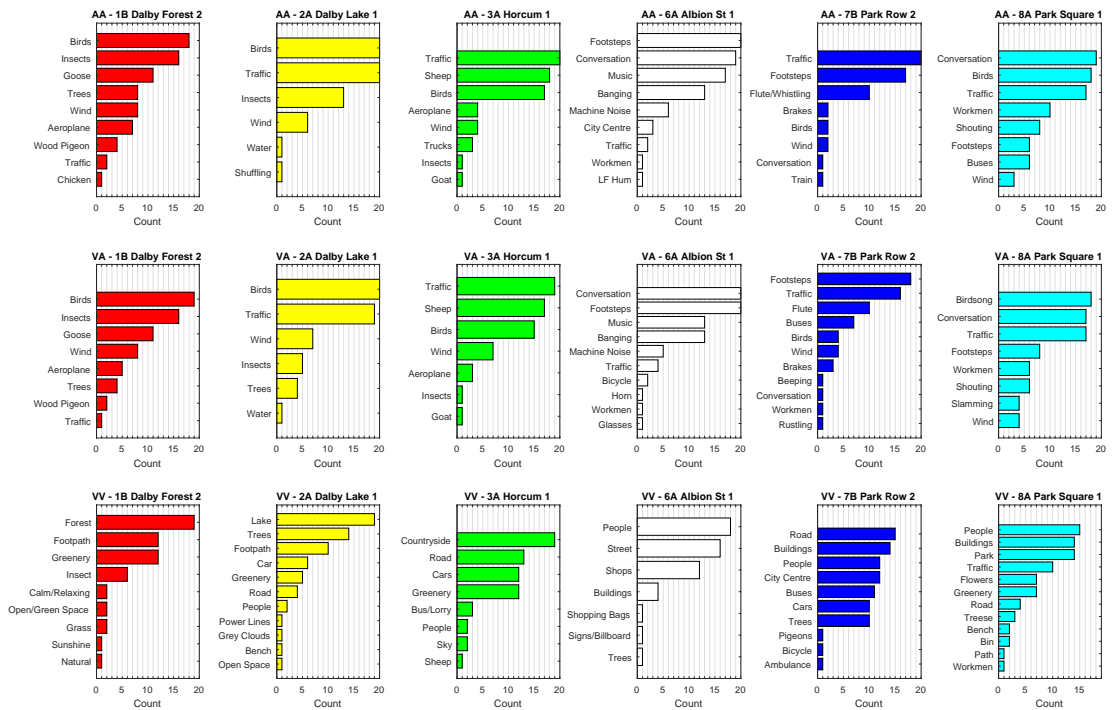 AA - 1B Dalby Forest 2
Birds
Insects
Goose
Trees
Wind
Aeroplane
Wood Pigeon
Traffic
Chicken
0 5 10 15 20
Count
AA - 2A Dalby Lake 1
Birds
Traffic
Insects
Wind
Water
Shuffling
0 5 10 15 20
Count
AA - 3A Horcum 1
Traffic
Sheep
Birds
Aeroplane
Wind
Trucks
Insects
Goat
0 5 10 15 20
Count
AA - 6A Albion St 1
Footsteps
Conversation
Music
Banging
Machine Noise
City Centre
Traffic
Workmen
LF Hum
0 5 10 15 20
Count
AA - 7B Park Row 2
Traffic
Footsteps
Flute/Whistling
Brakes
Birds
Wind
Conversation
Train
0 5 10 15 20
Count
AA - 8A Park Square 1
Conversation
Birds
Traffic
Workmen
Shouting
Footsteps
Buses
Wind
0 5 10 15 20
Count
VA - 1B Dalby Forest 2
Birds
Insects
Goose
Wind
Aeroplane
Trees
Wood Pigeon
Traffic
0 5 10 15 20
Count
VA - 2A Dalby Lake 1
Birds
Traffic
Wind
Insects
Trees
Water
0 5 10 15 20
Count
VA - 3A Horcum 1
Traffic
Sheep
Birds
Wind
Aeroplane
Insects
Goat
0 5 10 15 20
Count
VA - 6A Albion St 1
Conversation
Footsteps
Music
Banging
Machine Noise
Traffic
Bicycle
Horn
Workmen
Glasses
0 5 10 15 20
Count
VA - 7B Park Row 2
Footsteps
Traffic
Flute
Buses
Birds
Wind
Brakes
Beeping
Conversation
Workmen
Rustling
0 5 10 15 20
Count
VA - 8A Park Square 1
Birdsong
Conversation
Traffic
Footsteps
Workmen
Shouting
Slamming
Wind
0 5 10 15 20
Count
VV - 1B Dalby Forest 2
Forest
Footpath
Greenery
Insect
Calm/Relaxing
Open/Green Space
Grass
Sunshine
Natural
0 5 10 15 20
Count
VV - 2A Dalby Lake 1
Lake
Trees
Footpath
Car
Greenery
Road
People
Power Lines
Grey Clouds
Bench
Open Space
0 5 10 15 20
Count
VV - 3A Horcum 1
Countryside
Road
Cars
Greenery
Bus/Lorry
People
Sky
Sheep
0 5 10 15 20
Count
VV - 6A Albion St 1
People
Street
Shops
Buildings
Shopping Bags
Signs/Billboard
Trees
0 5 10 15 20
Count
VV - 7B Park Row 2
Road
Buildings
People
City Centre
Buses
Cars
Trees
Pigeons
Bicycle
Ambulance
0 5 10 15 20
Count
VV - 8A Park Square 1
People
Buildings
Park
Traffic
Flowers
Greenery
Road
Treese
Bench
Bin
Path
Workmen
0 5 10 15
Count